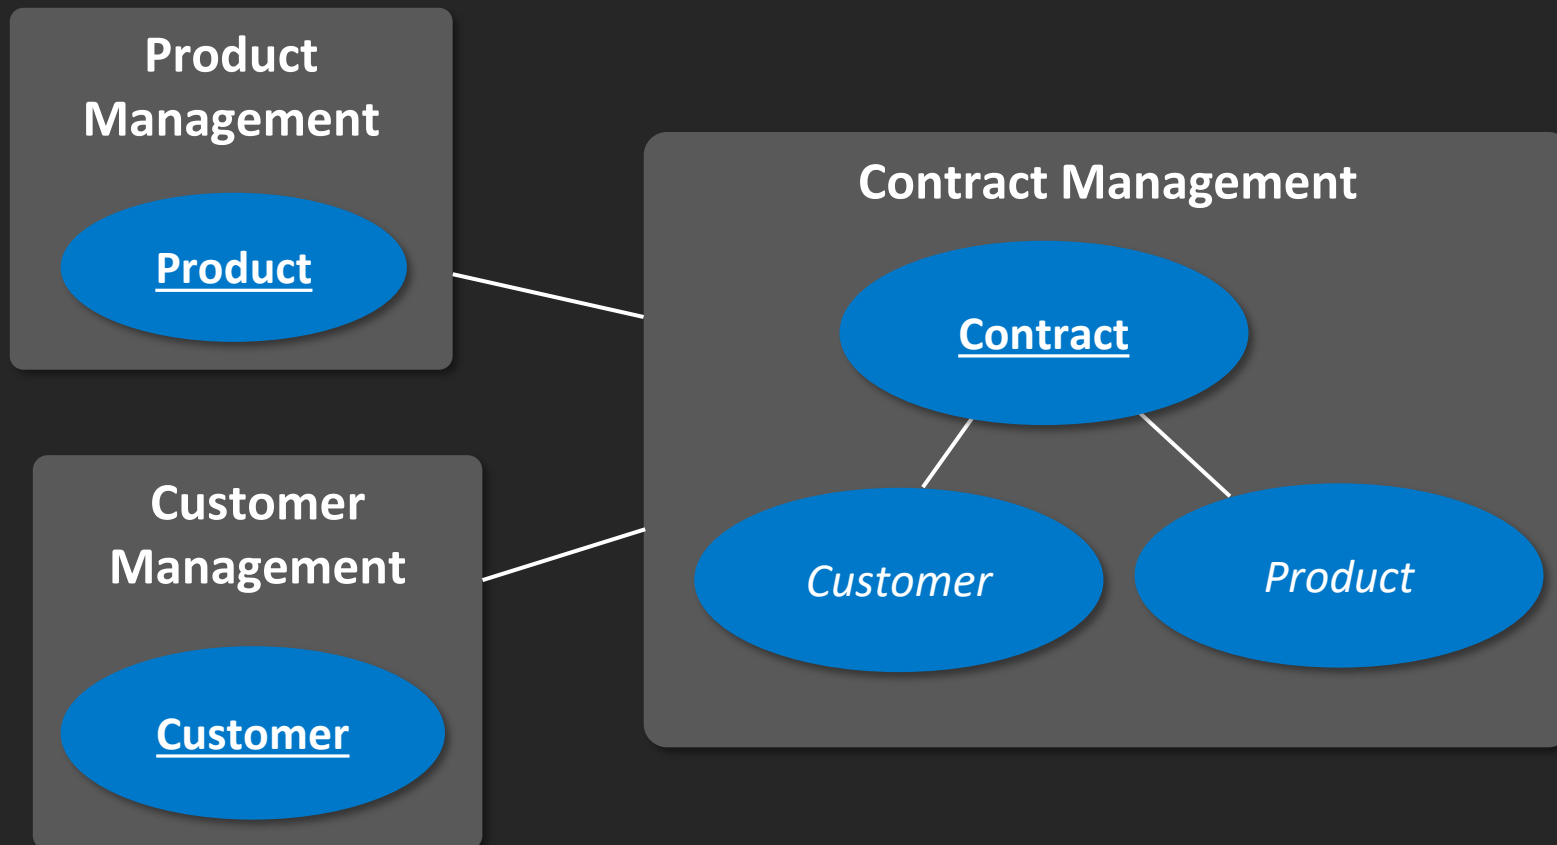 Product
Management
Product
Customer
Management
Customer
Contract Management
Contract
Customer
Product